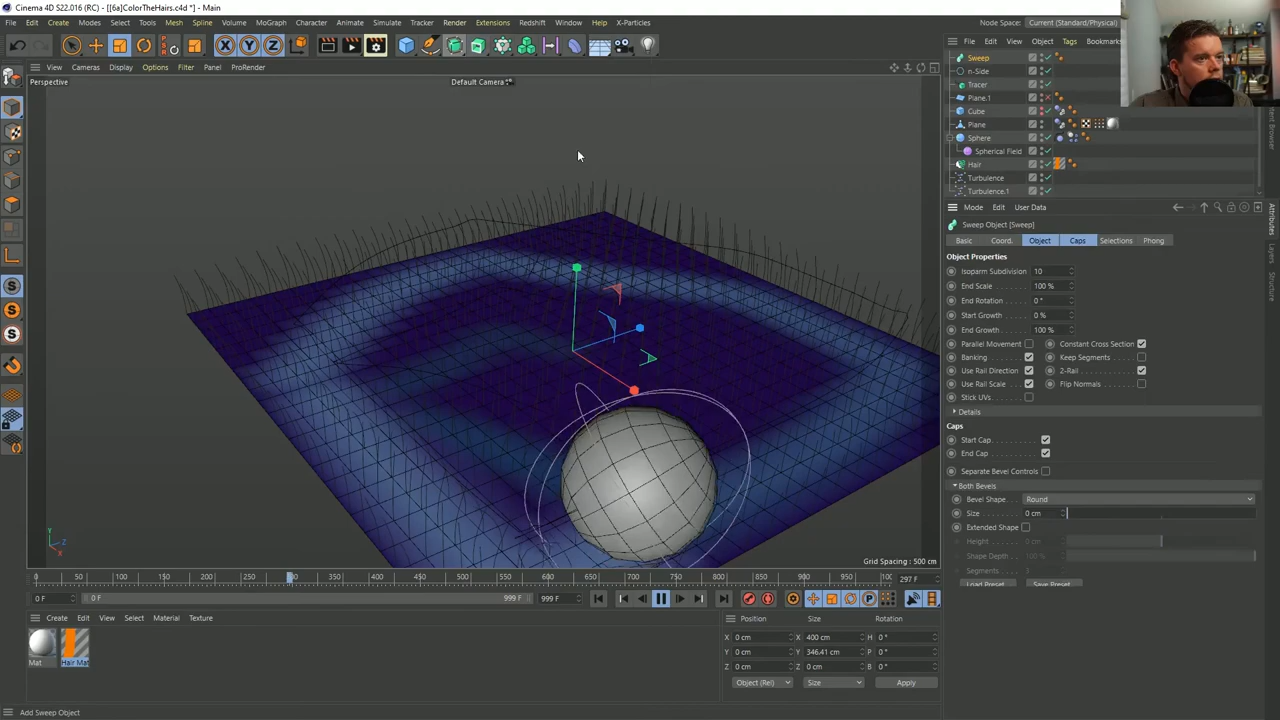 CINEMA 4D S22.016 (RC) - [[6a]ColorTheHairs.c4d *] - Main
File Edit Create Modes Select Tools Mesh Spline Volume MoGraph Character Animate Simulate Tracker Render Extensions Redshift Window Help X-Particles
Node Space: Current (Standard/Physical)
File Edit View Object Tags Bookmarks
View Cameras Display Options Filter Panel ProRender
Perspective
Default Camera
Sweep
n-Side
Tracer
Plane.1
Cube
Plane
Sphere
Spherical Field
Hair
Turbulence
Turbulence.1
Mode Edit User Data
Sweep Object [Sweep]
Basic Coord. Object Caps Selections Phong
Object Properties
Isoparm Subdivision 10
End Scale 100 %
End Rotation 0 °
Start Growth 0 %
End Growth 100 %
Parallel Movement Constant Cross Section
Banking Keep Segments
Use Rail Direction 2-Rail
Use Rail Scale Flip Normals
Stick UVs
Details
Caps
Start Cap
End Cap
Separate Bevel Controls
Both Bevels
Bevel Shape Round
Size 0 cm
Extended Shape
Height 0 cm
Shape Depth 100 %
Segments 3
Load Preset... Save Preset...
Attributes
Structure
Y
Z
X
Grid Spacing : 500 cm
0 50 100 150 200 250 300 350 400 450 500 550 600 650 700 750 800 850 900 950 100
297 F
0 F 0 F 999 F 999 F
Create Edit View Select Material Texture
Mat
Hair Mat
Position Size Rotation
X 0 cm X 400 cm H 0 °
Y 0 cm Y 346.41 cm P 0 °
Z 0 cm Z 0 cm B 0 °
Object (Rel) Size Apply
Add Sweep Object